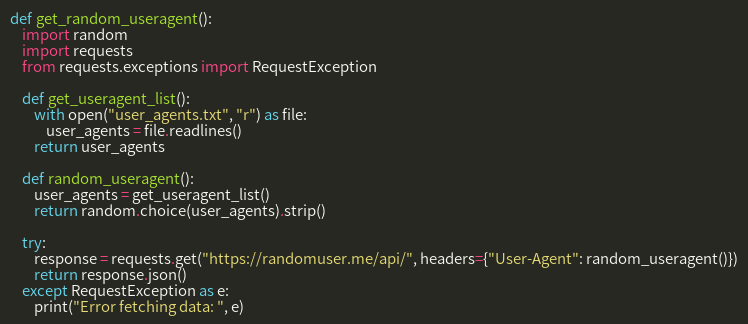 def get_random_useragent():
    import random
    import requests
    from requests.exceptions import RequestException

    def get_useragent_list():
        with open("user_agents.txt", "r") as file:
            user_agents = file.readlines()
        return user_agents

    def random_useragent():
        user_agents = get_useragent_list()
        return random.choice(user_agents).strip()

    try:
        response = requests.get("https://randomuser.me/api/", headers={"User-Agent": random_useragent()})
        return response.json()
    except RequestException as e:
        print("Error fetching data: ", e)